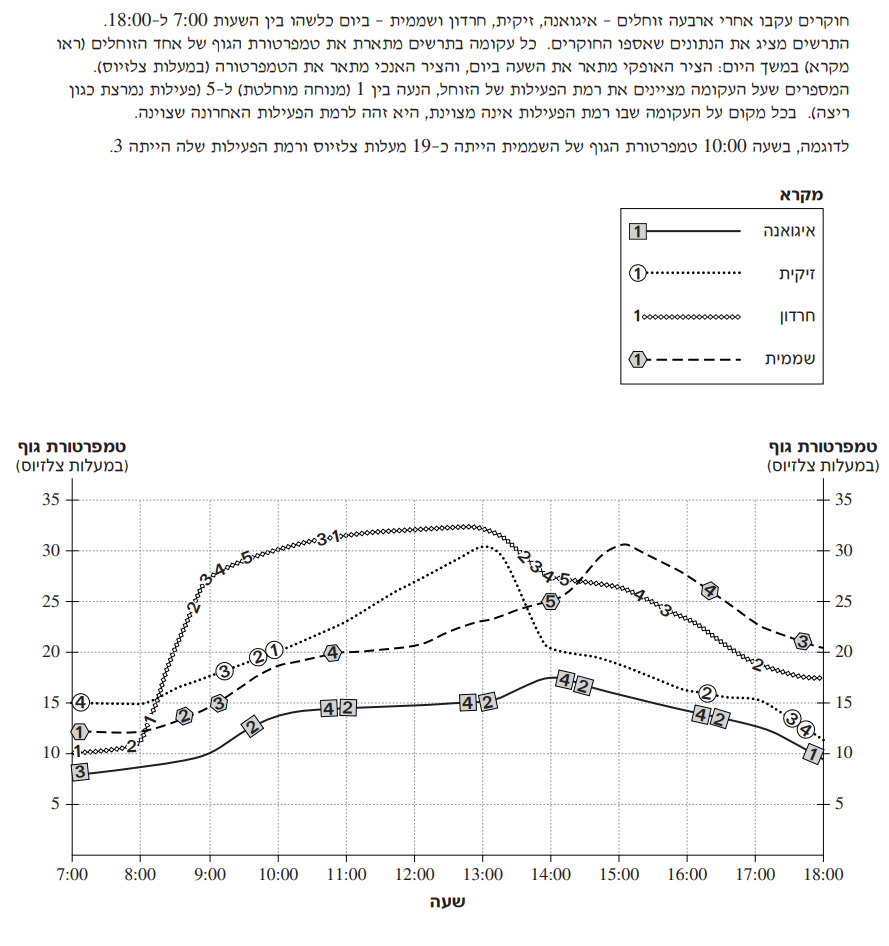 חוקרים עקבו אחרי ארבעה זוחלים – איגואנה, זיקית, חרדון ושממית – ביום כלשהו בין השעות 7:00 ל-18:00.
התרשים מציג את הנתונים שאספו החוקרים. כל עקומה בתרשים מתארת את טמפרטורת הגוף של אחד הזוחלים (ראו
מקרא) במשך היום: הציר האופקי מתאר את השעה ביום, והציר האנכי מתאר את הטמפרטורה (במעלות צלזיוס).
המספרים שעל העקומה מציינים את רמת הפעילות של הזוחל, הנעה בין 1 (מנוחה מוחלטת) ל-5 (פעילות נמרצת כגון
ריצה). בכל מקום על העקומה שבו רמת הפעילות אינה מצוינת, היא זהה לרמת הפעילות האחרונה שצוינה.
לדוגמה, בשעה 10:00 טמפרטורת הגוף של השממית הייתה כ-19 מעלות צלזיוס ורמת הפעילות שלה הייתה 3.
מקרא
איגואנה 1
זיקית 1
חרדון 1
שממית 1
טמפרטורת גוף טמפרטורת גוף
(במעלות צלזיוס) (במעלות צלזיוס)
35 35
30 30
25 25
20 20
15 15
10 10
5 5
1 2 1 2 3 4 5 3 1 2 3 4 5 4 3 2
4 3 2 1 2 3 4
1 2 3 4 5 4 3
3 2 4 2 4 2 4 2 4 2 1
7:00 8:00 9:00 10:00 11:00 12:00 13:00 14:00 15:00 16:00 17:00 18:00
שעה